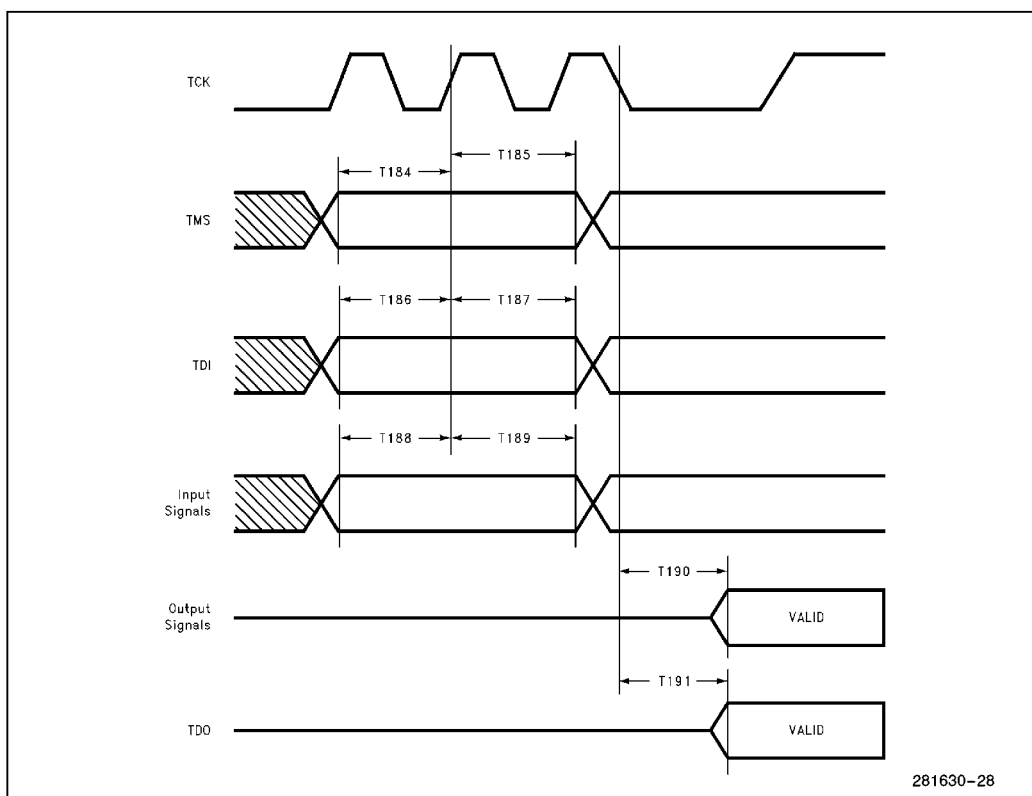 TCK
T185
T184
TMS
T186
T187
TDI
T188
T189
Input
Signals
T190
Output
Signals
VALID
T191
TDO
VALID
281630-28